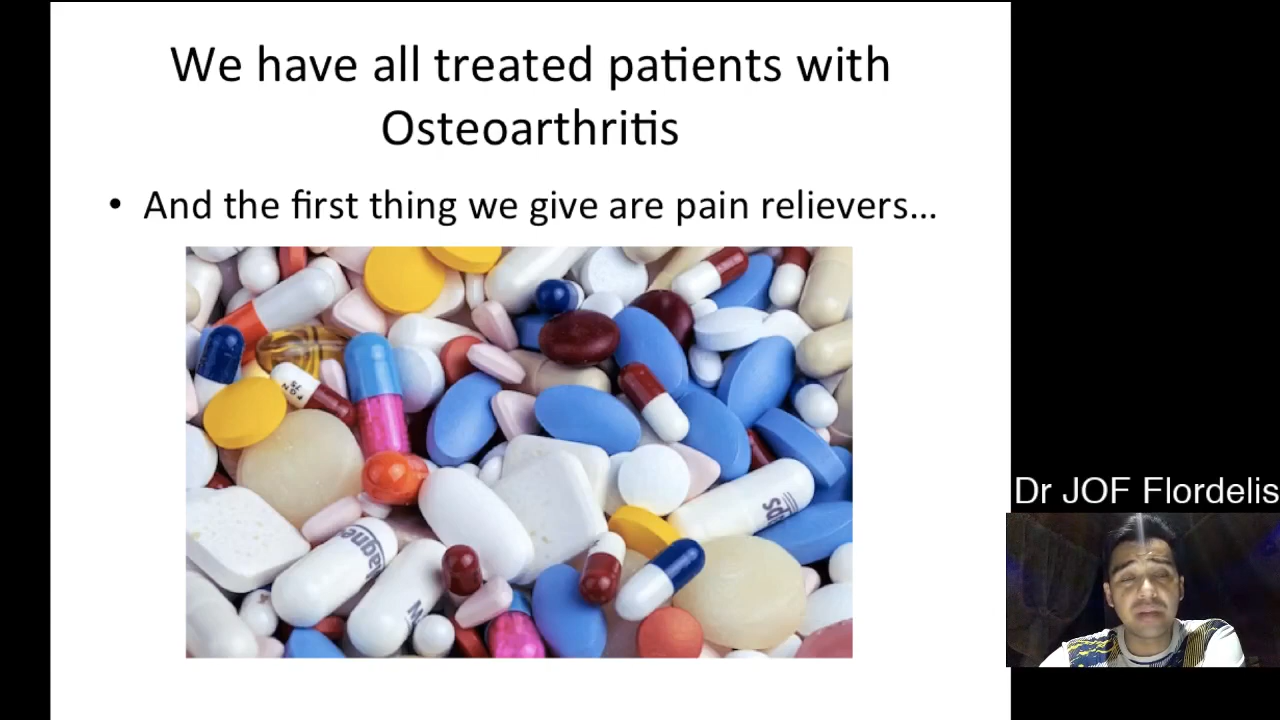 We have all treated patients with
Osteoarthritis
• And the first thing we give are pain relievers...
Dr JOF Flordelis